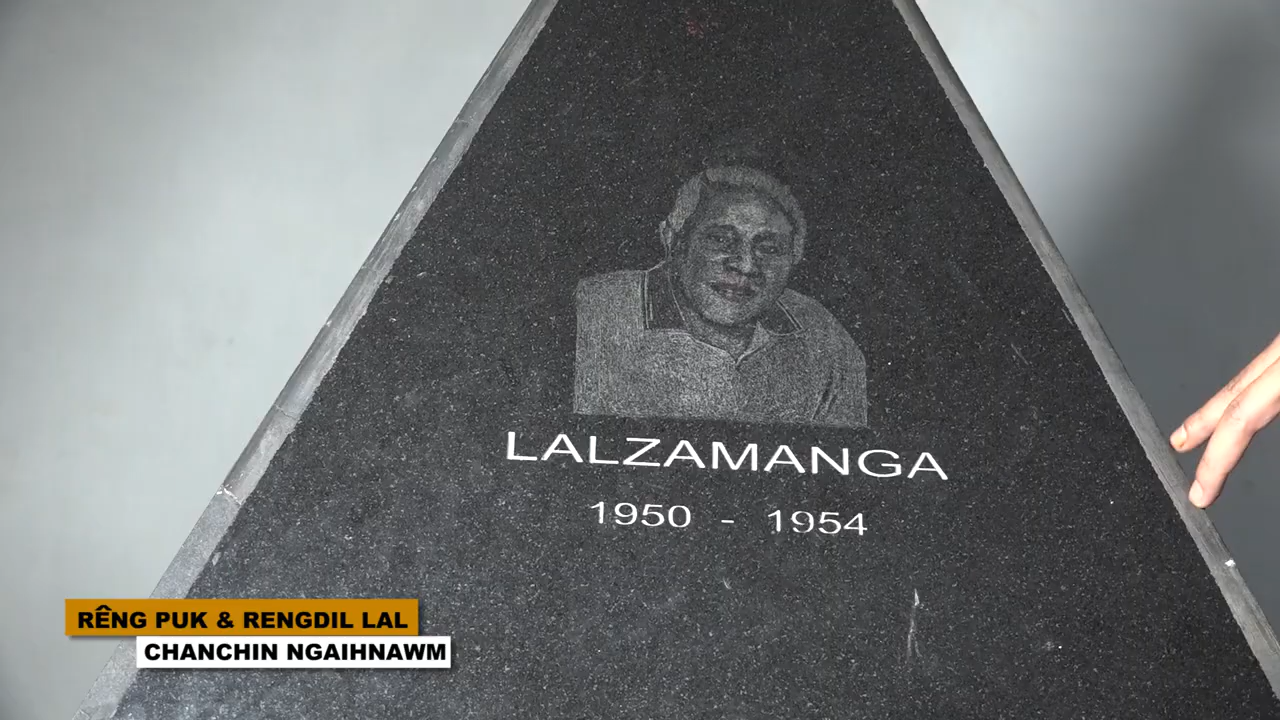 LALZAMANGA
1950 - 1954
RÊNG PUK & RENGDIL LAL
CHANCHIN NGAIHNAWM